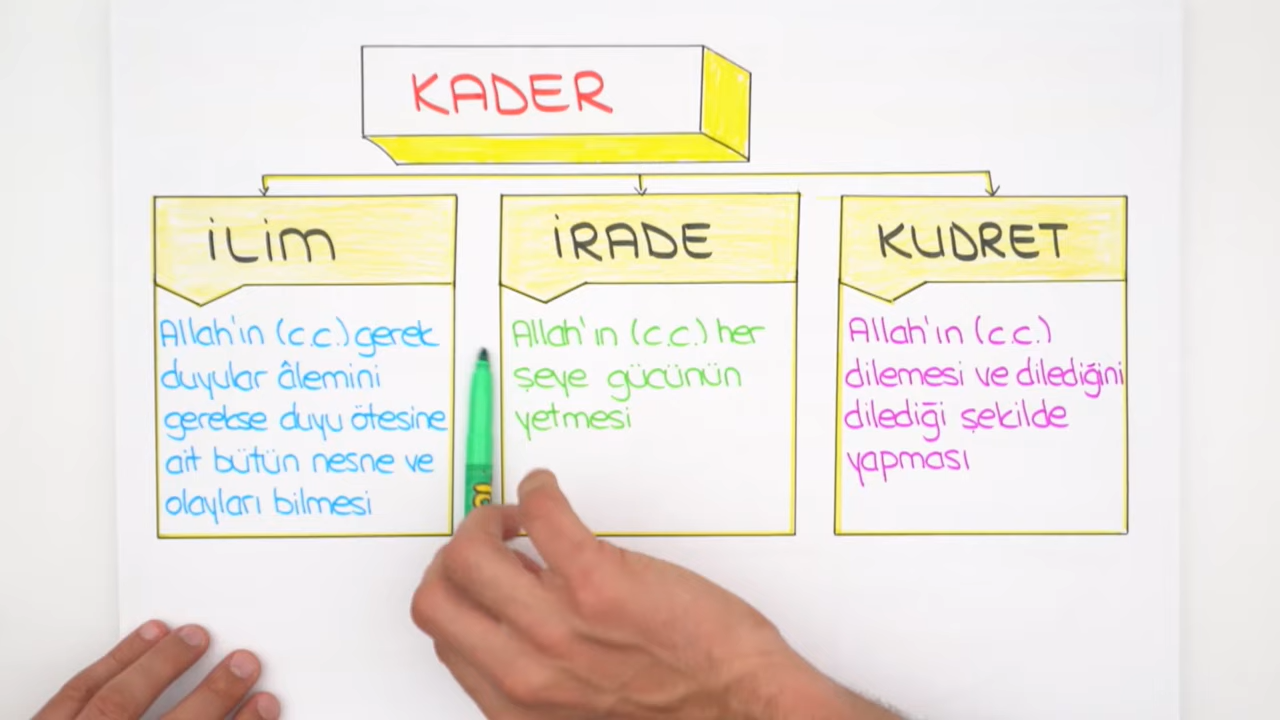 KADER
İLİM
Allah'ın (c.c.) gerek
duyular âlemini
gerekse duyu ötesine
ait bütün nesne ve
olayları bilmesi
İRADE
Allah'ın (c.c.) her
şeye gücünün
yetmesi
KUDRET
Allah'ın (c.c.)
dilemesi ve dilediğini
dilediği şekilde
yapması